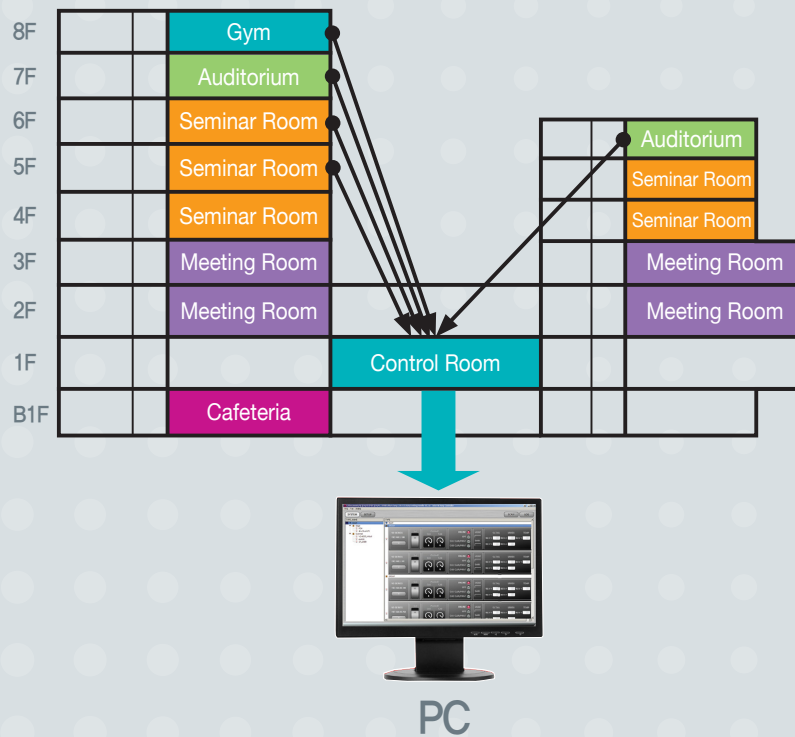 8F
Gym
7F
Auditorium
6F
Seminar Room
Auditorium
5F
Seminar Room
Seminar Room
4F
Seminar Room
Seminar Room
3F
Meeting Room
Meeting Room
2F
Meeting Room
Meeting Room
1F
Control Room
B1F
Cafeteria
PC